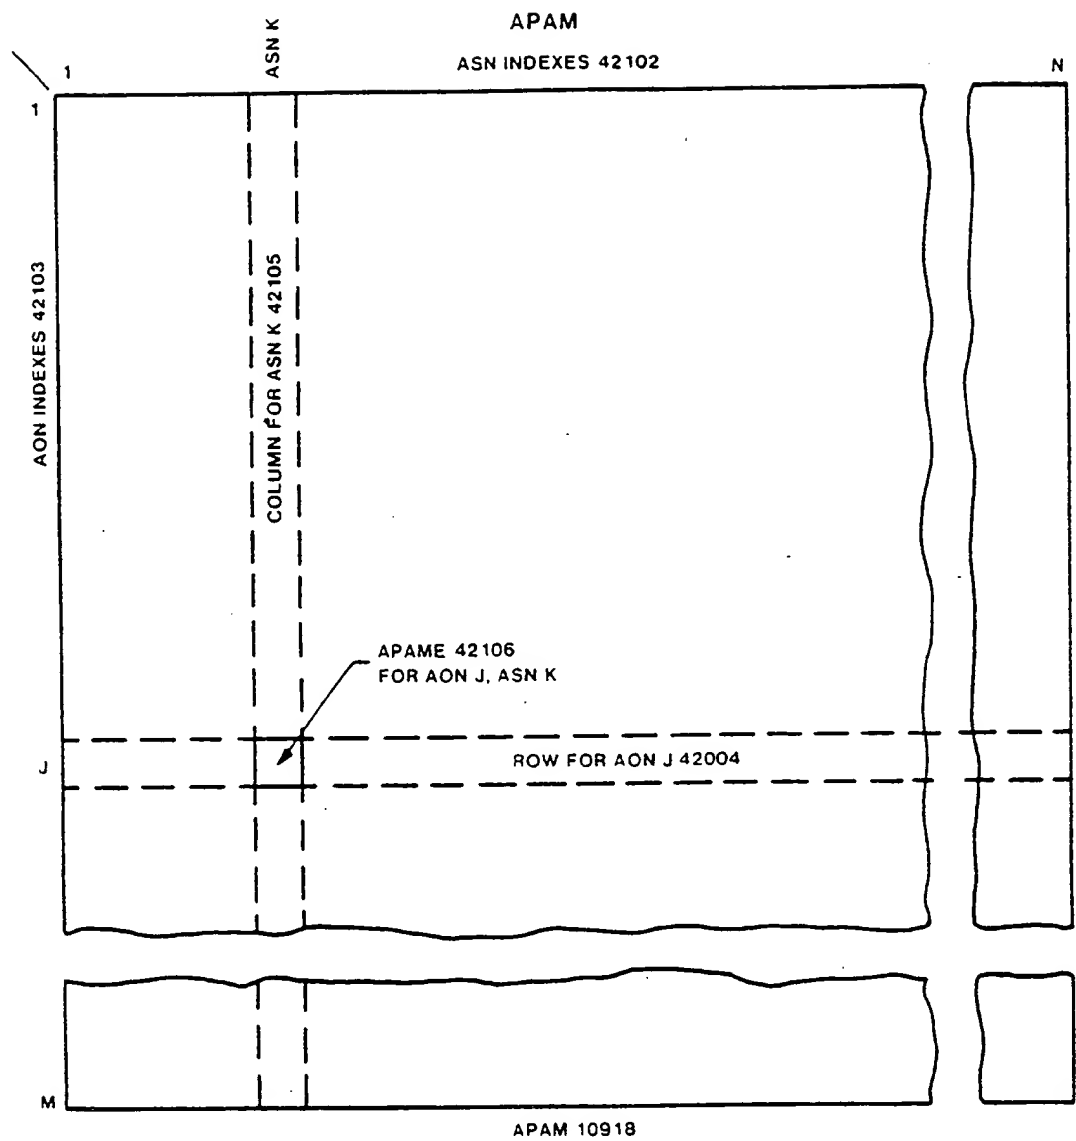 APAM
ASN K
ASN INDEXES 42102
1
N
1
AON INDEXES 42103
COLUMN FOR ASN K 42105
APAME 42106
FOR AON J, ASN K
J
ROW FOR AON J 42004
M
APAM 10918